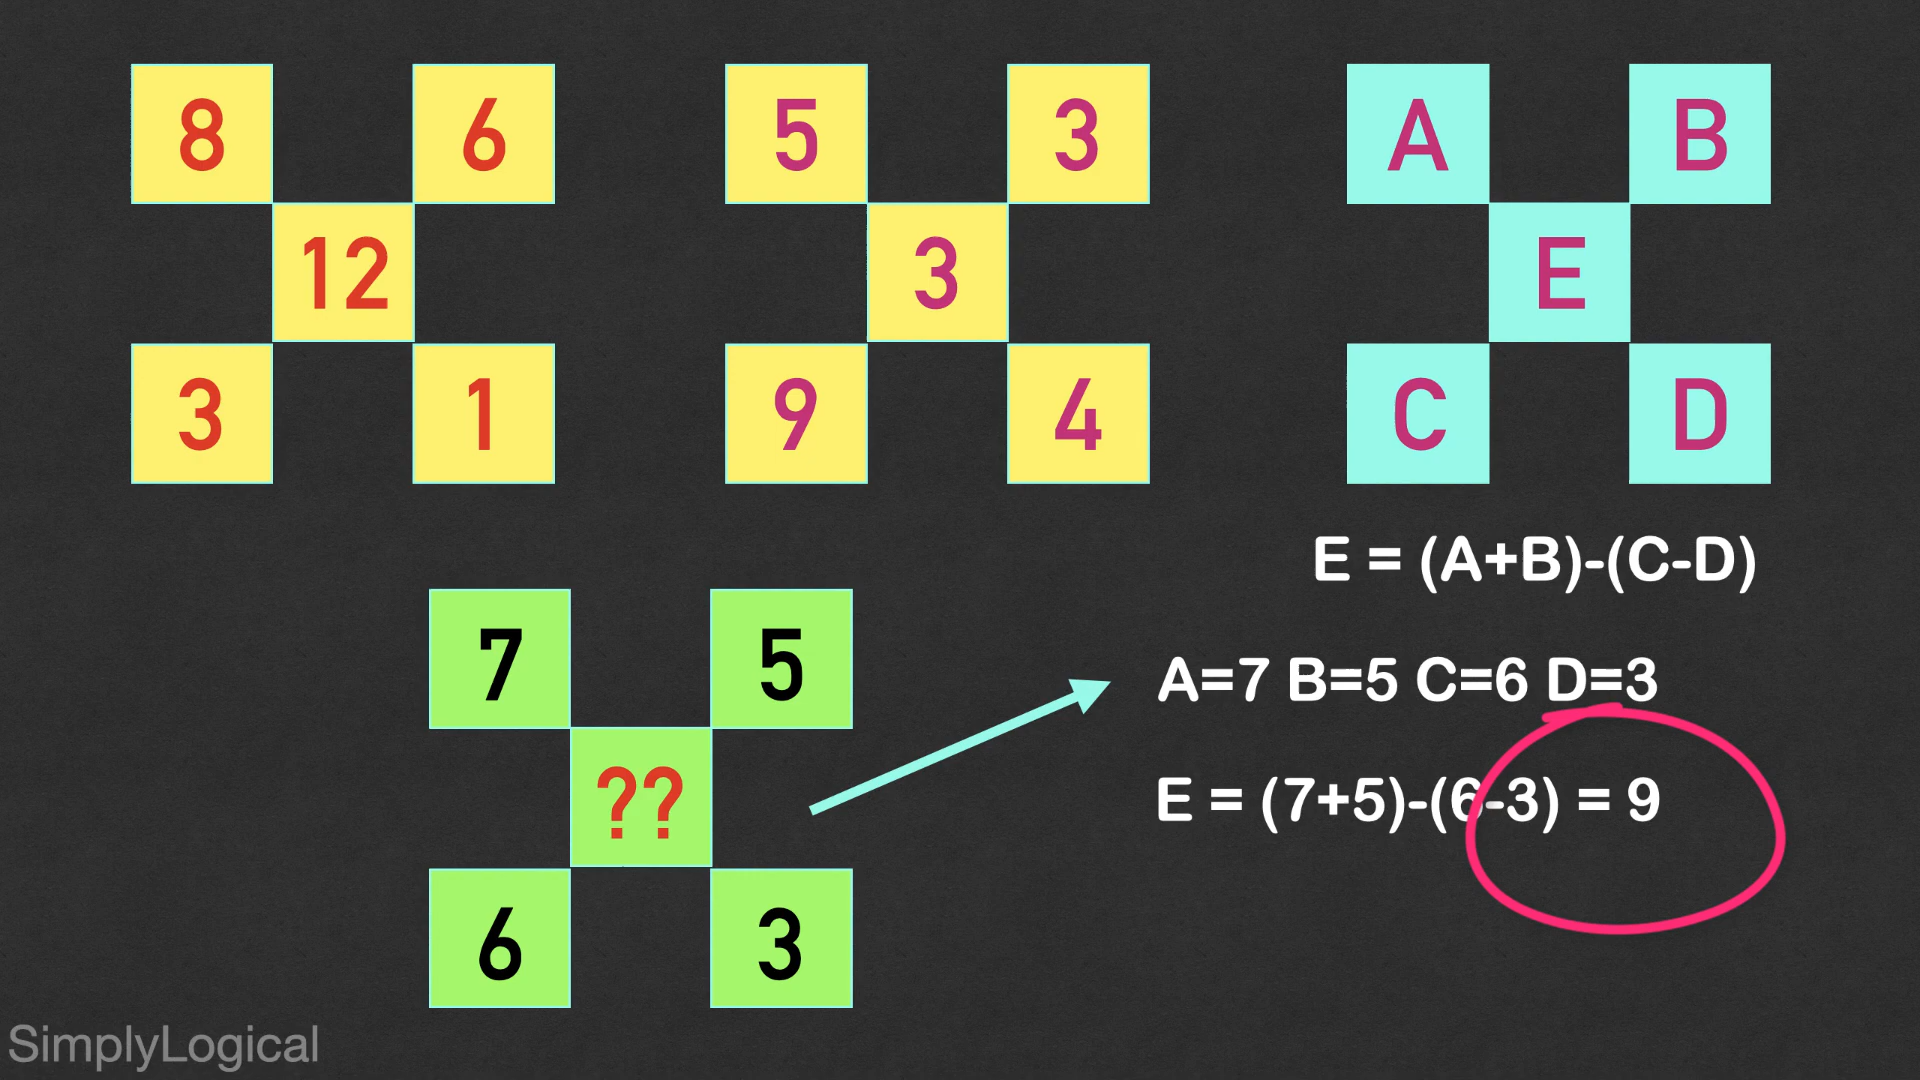 8 6 5 3 A B
12 3 E
3 1 9 4 C D
E = (A+B)-(C-D)
7 5
A=7 B=5 C=6 D=3
??
E = (7+5)-(6-3) = 9
6 3
SimplyLogical